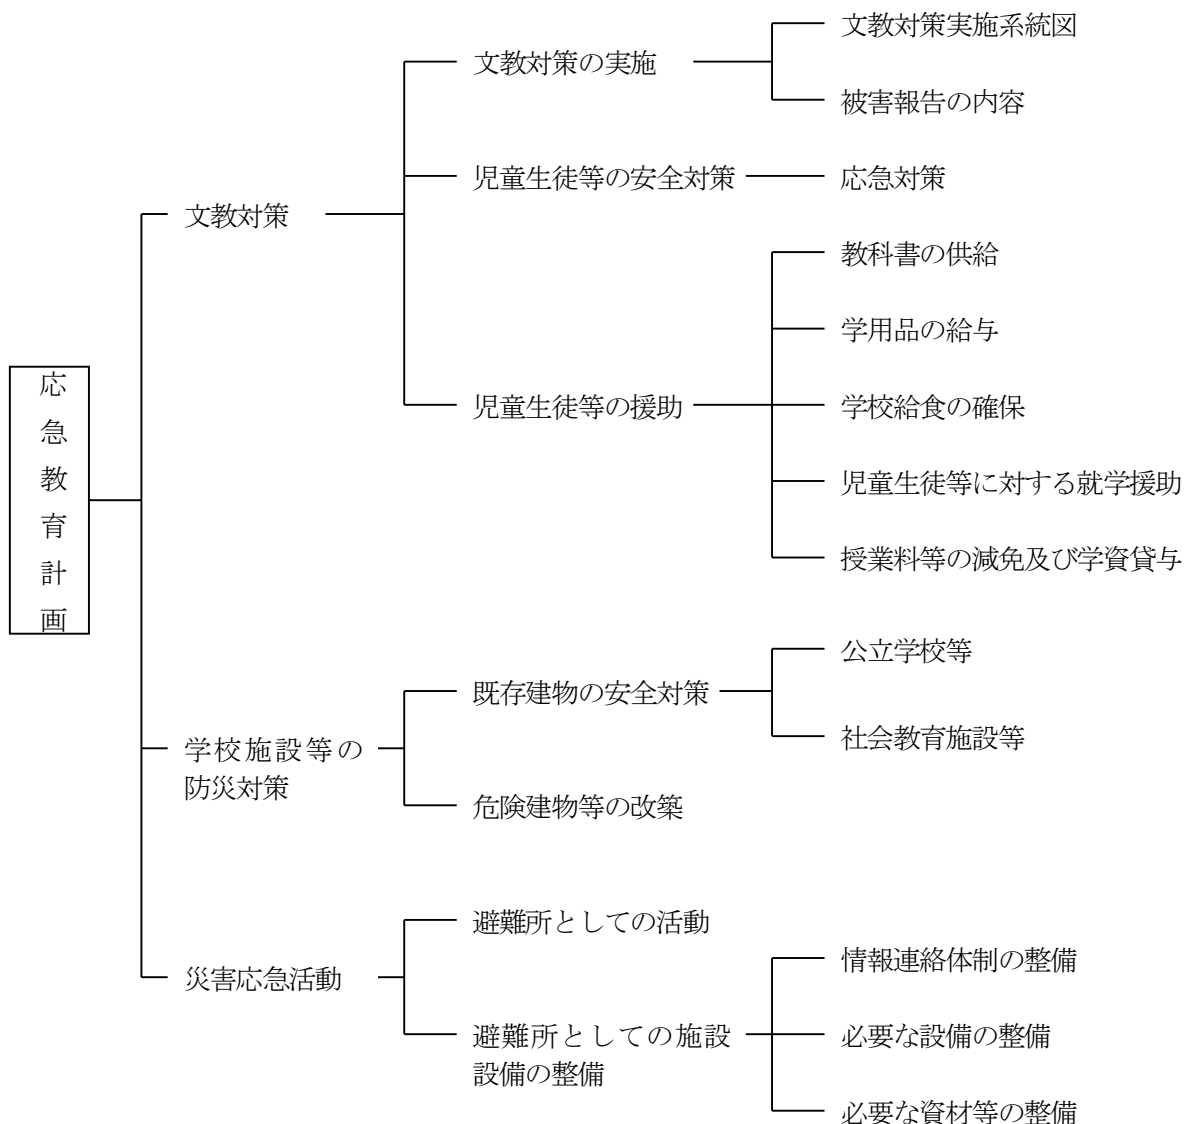 応急教育計画
文教対策
文教対策の実施
文教対策実施系統図
被害報告の内容
児童生徒等の安全対策
応急対策
児童生徒等の援助
教科書の供給
学用品の給与
学校給食の確保
児童生徒等に対する就学援助
授業料等の減免及び学資貸与
学校施設等の
防災対策
既存建物の安全対策
公立学校等
社会教育施設等
危険建物等の改築
災害応急活動
避難所としての活動
避難所としての施設
設備の整備
情報連絡体制の整備
必要な設備の整備
必要な資材等の整備